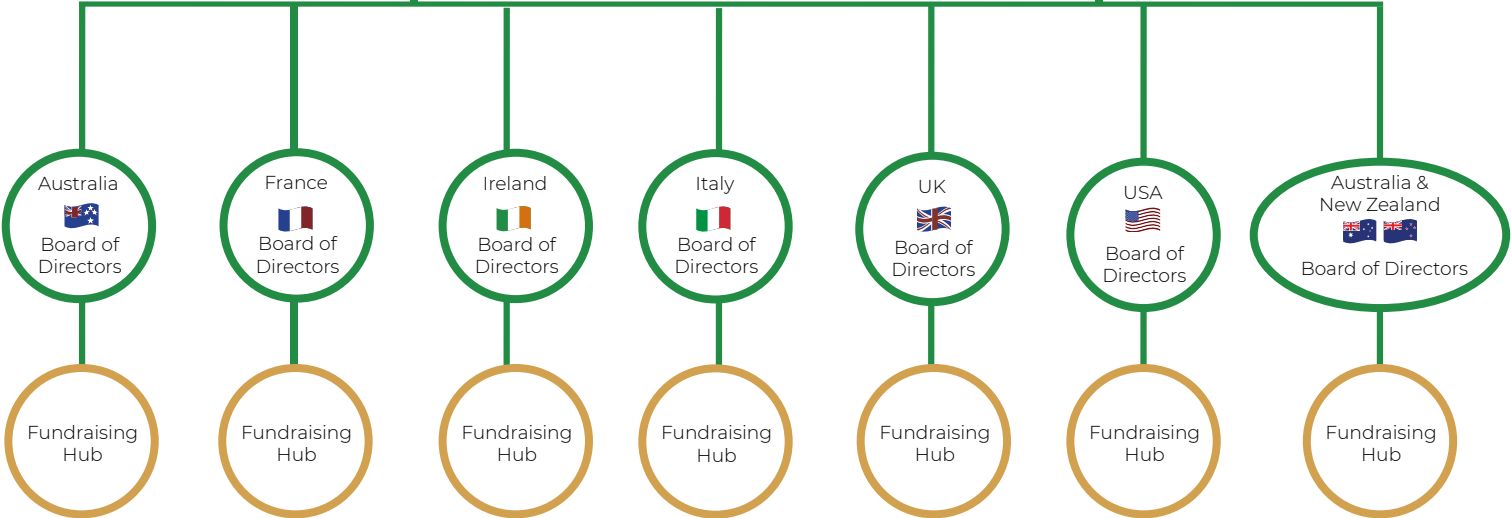 Australia
Board of
Directors
France
Board of
Directors
Ireland
Board of
Directors
Italy
Board of
Directors
UK
Board of
Directors
USA
Board of
Directors
Australia &
New Zealand
Board of Directors
Fundraising
Hub
Fundraising
Hub
Fundraising
Hub
Fundraising
Hub
Fundraising
Hub
Fundraising
Hub
Fundraising
Hub